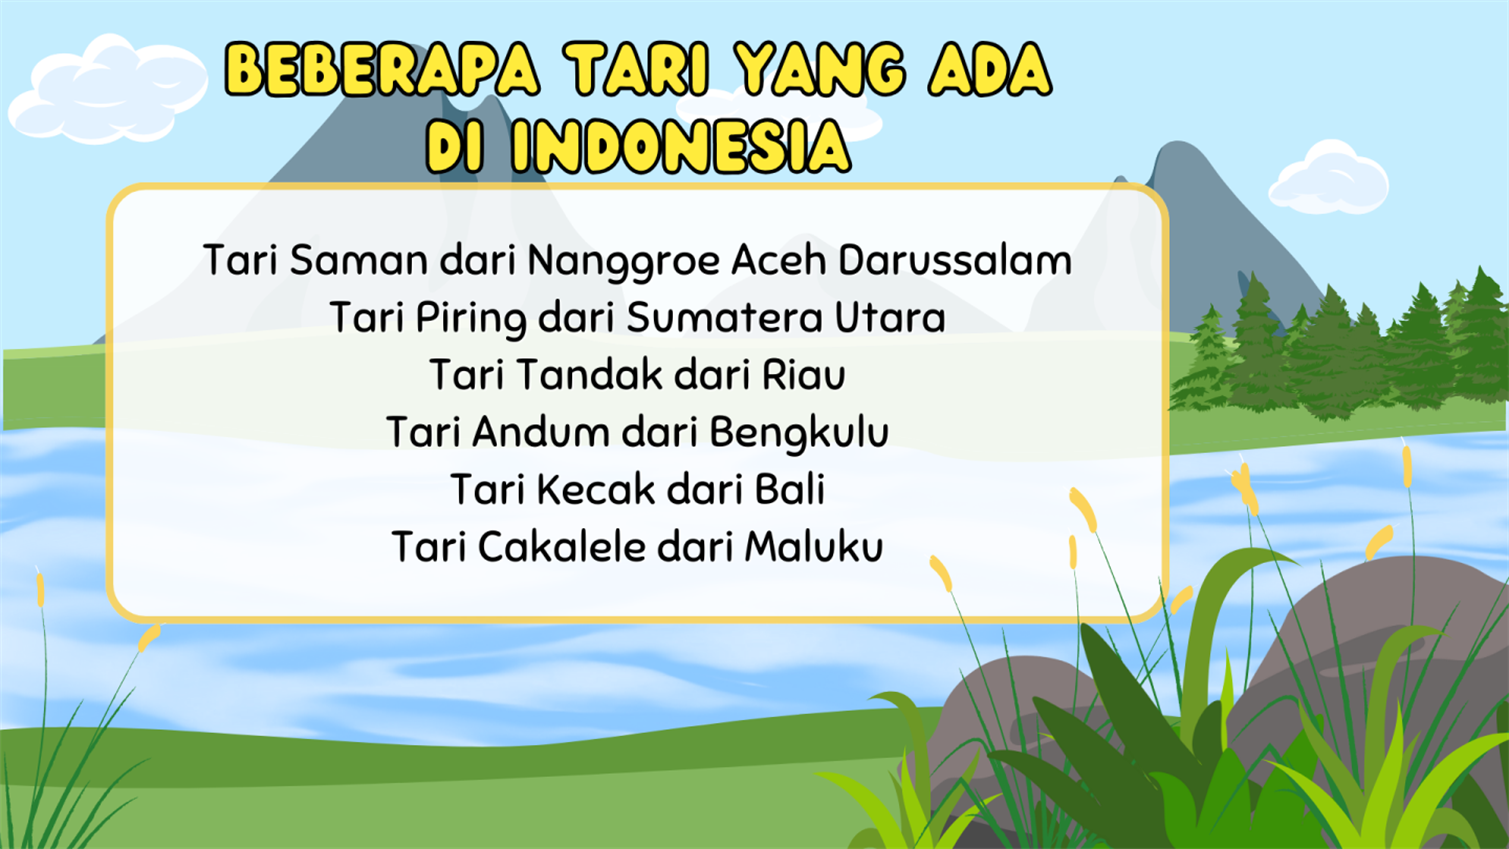 BEBERAPA TARI YANG ADA
DI INDONESIA
Tari Saman dari Nanggroe Aceh Darussalam
Tari Piring dari Sumatera Utara
Tari Tandak dari Riau
Tari Andum dari Bengkulu
Tari Kecak dari Bali
Tari Cakalele dari Maluku